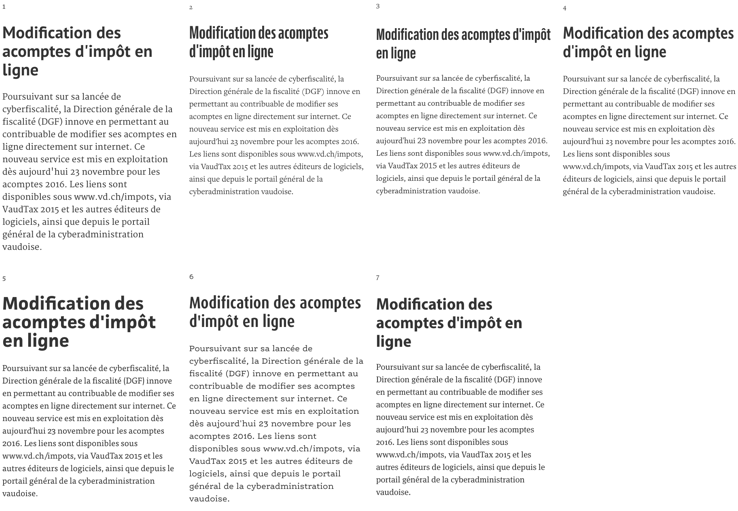 1
Modification des
acomptes d'impôt en
ligne
Poursuivant sur sa lancée de
cyberfiscalité, la Direction générale de la
fiscalité (DGF) innove en permettant au
contribuable de modifier ses acomptes en
ligne directement sur internet. Ce
nouveau service est mis en exploitation
dès aujourd'hui 23 novembre pour les
acomptes 2016. Les liens sont
disponibles sous www.vd.ch/impots, via
VaudTax 2015 et les autres éditeurs de
logiciels, ainsi que depuis le portail
général de la cyberadministration
vaudoise.
2
Modification des acomptes
d'impôt en ligne
Poursuivant sur sa lancée de cyberfiscalité, la
Direction générale de la fiscalité (DGF) innove en
permettant au contribuable de modifier ses
acomptes en ligne directement sur internet. Ce
nouveau service est mis en exploitation dès
aujourd'hui 23 novembre pour les acomptes 2016.
Les liens sont disponibles sous www.vd.ch/impots,
via VaudTax 2015 et les autres éditeurs de logiciels,
ainsi que depuis le portail général de la
cyberadministration vaudoise.
3
Modification des acomptes d'impôt
en ligne
Poursuivant sur sa lancée de cyberfiscalité, la
Direction générale de la fiscalité (DGF) innove en
permettant au contribuable de modifier ses
acomptes en ligne directement sur internet. Ce
nouveau service est mis en exploitation dès
aujourd'hui 23 novembre pour les acomptes 2016.
Les liens sont disponibles sous www.vd.ch/impots,
via VaudTax 2015 et les autres éditeurs de
logiciels, ainsi que depuis le portail général de la
cyberadministration vaudoise.
4
Modification des acomptes
d'impôt en ligne
Poursuivant sur sa lancée de cyberfiscalité, la
Direction générale de la fiscalité (DGF) innove en
permettant au contribuable de modifier ses
acomptes en ligne directement sur internet. Ce
nouveau service est mis en exploitation dès
aujourd'hui 23 novembre pour les acomptes 2016.
Les liens sont disponibles sous
www.vd.ch/impots, via VaudTax 2015 et les autres
éditeurs de logiciels, ainsi que depuis le portail
général de la cyberadministration vaudoise.
5
Modification des
acomptes d'impôt
en ligne
Poursuivant sur sa lancée de cyberfiscalité, la
Direction générale de la fiscalité (DGF) innove
en permettant au contribuable de modifier ses
acomptes en ligne directement sur internet. Ce
nouveau service est mis en exploitation dès
aujourd'hui 23 novembre pour les acomptes
2016. Les liens sont disponibles sous
www.vd.ch/impots, via VaudTax 2015 et les
autres éditeurs de logiciels, ainsi que depuis le
portail général de la cyberadministration
vaudoise.
6
Modification des acomptes
d'impôt en ligne
Poursuivant sur sa lancée de
cyberfiscalité, la Direction générale de la
fiscalité (DGF) innove en permettant au
contribuable de modifier ses acomptes
en ligne directement sur internet. Ce
nouveau service est mis en exploitation
dès aujourd'hui 23 novembre pour les
acomptes 2016. Les liens sont
disponibles sous www.vd.ch/impots, via
VaudTax 2015 et les autres éditeurs de
logiciels, ainsi que depuis le portail
général de la cyberadministration
vaudoise.
7
Modification des
acomptes d'impôt en
ligne
Poursuivant sur sa lancée de cyberfiscalité, la
Direction générale de la fiscalité (DGF) innove
en permettant au contribuable de modifier ses
acomptes en ligne directement sur internet. Ce
nouveau service est mis en exploitation dès
aujourd'hui 23 novembre pour les acomptes
2016. Les liens sont disponibles sous
www.vd.ch/impots, via VaudTax 2015 et les
autres éditeurs de logiciels, ainsi que depuis le
portail général de la cyberadministration
vaudoise.